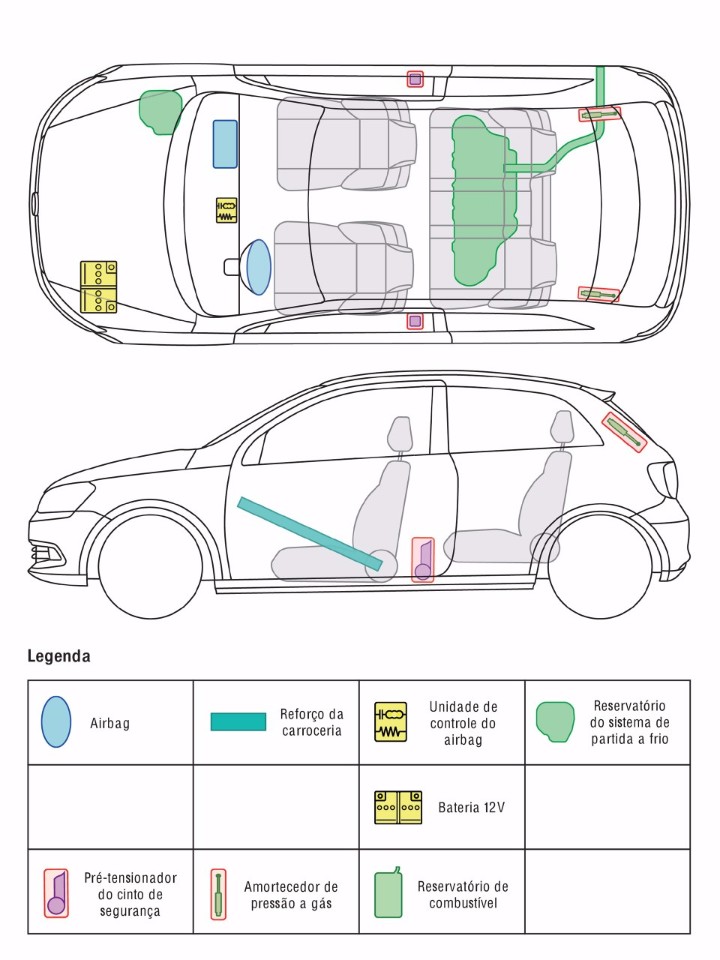 Legenda
Airbag
Reforço da
carroceria
Unidade de
controle do
airbag
Reservatório
do sistema de
partida a frio
Bateria 12V
Pré-tensionador
do cinto de
segurança
Amortecedor de
pressão a gás
Reservatório de
combustível